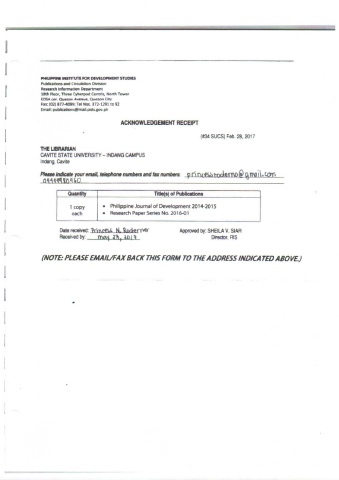 PHILIPPINE INSTITUTE FOR DEVELOPMENT STUDIES
Publications and Circulation Division
Research Information Department
18th Floor, Three Cyberpod Centris, North Tower
EDSA cor. Quezon Avenue, Quezon City
Fax: (02) 877-4099; Tel Nos. 372-1291 to 92
Email: publications@mail.pids.gov.ph
ACKNOWLEDGEMENT RECEIPT
[#34 SUCS] Feb. 28, 2017
THE LIBRARIAN
CAVITE STATE UNIVERSITY – INDANG CAMPUS
Indang, Cavite
Please indicate your email, telephone numbers and fax numbers: @gmail.com
Quantity Title(s) of Publications
1 copy each
• Philippine Journal of Development 2014-2015
• Research Paper Series No. 2016-01
Date received: Princess N. Approved by: SHEILA V. SIAR
Received by: May 23, 2017 Director, RIS
(NOTE: PLEASE EMAIL/FAX BACK THIS FORM TO THE ADDRESS INDICATED ABOVE.)